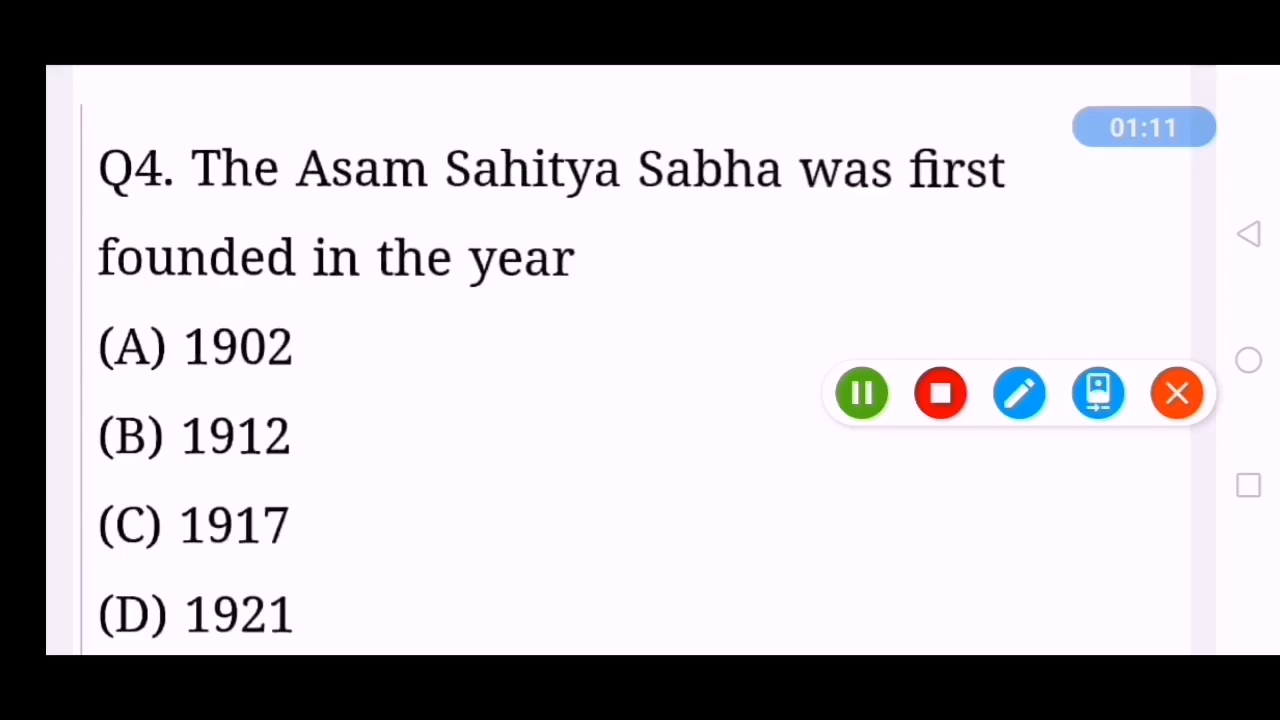 01:11
Q4. The Asam Sahitya Sabha was first
founded in the year
(A) 1902
(B) 1912
(C) 1917
(D) 1921